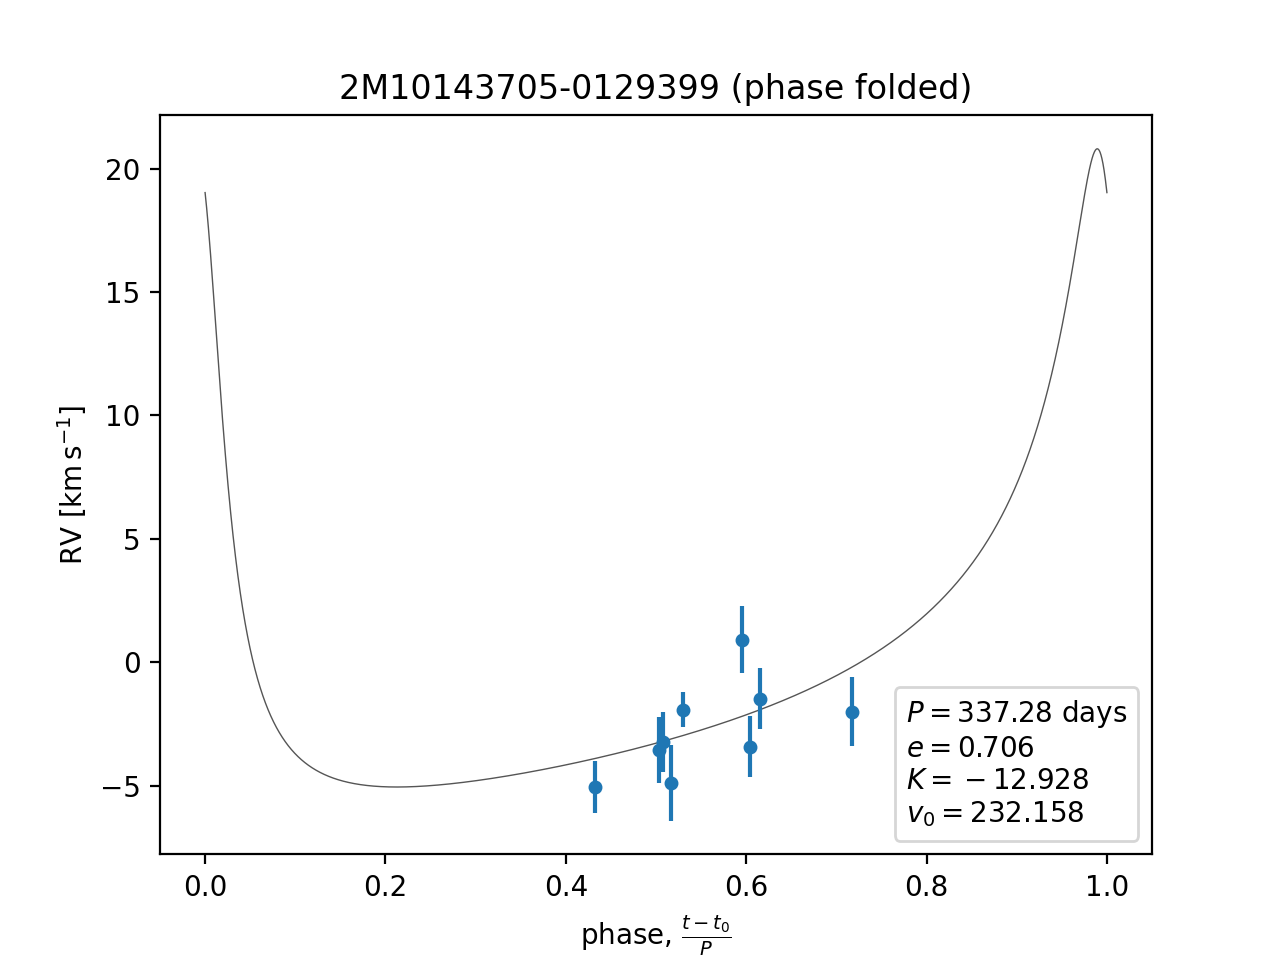 2M10143705-0129399 (phase folded)
20
15
10
5
0
−5
RV [km s⁻¹]
P = 337.28 days
e = 0.706
K = −12.928
v₀ = 232.158
0.0 0.2 0.4 0.6 0.8 1.0
phase, (t − t₀)/P